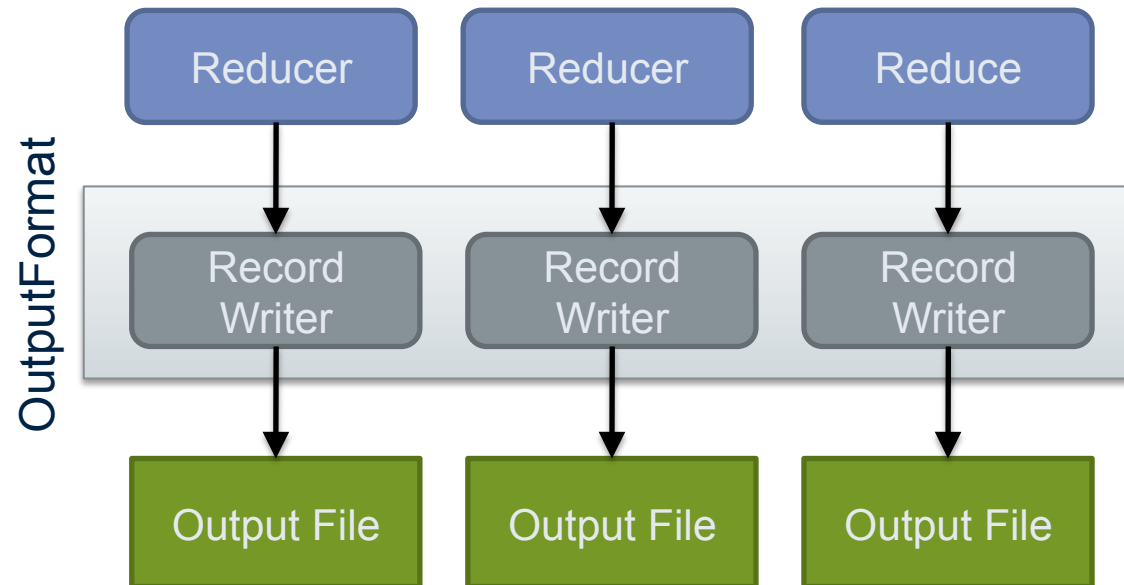 Reducer
Reducer
Reduce
OutputFormat
Record
Writer
Record
Writer
Record
Writer
Output File
Output File
Output File